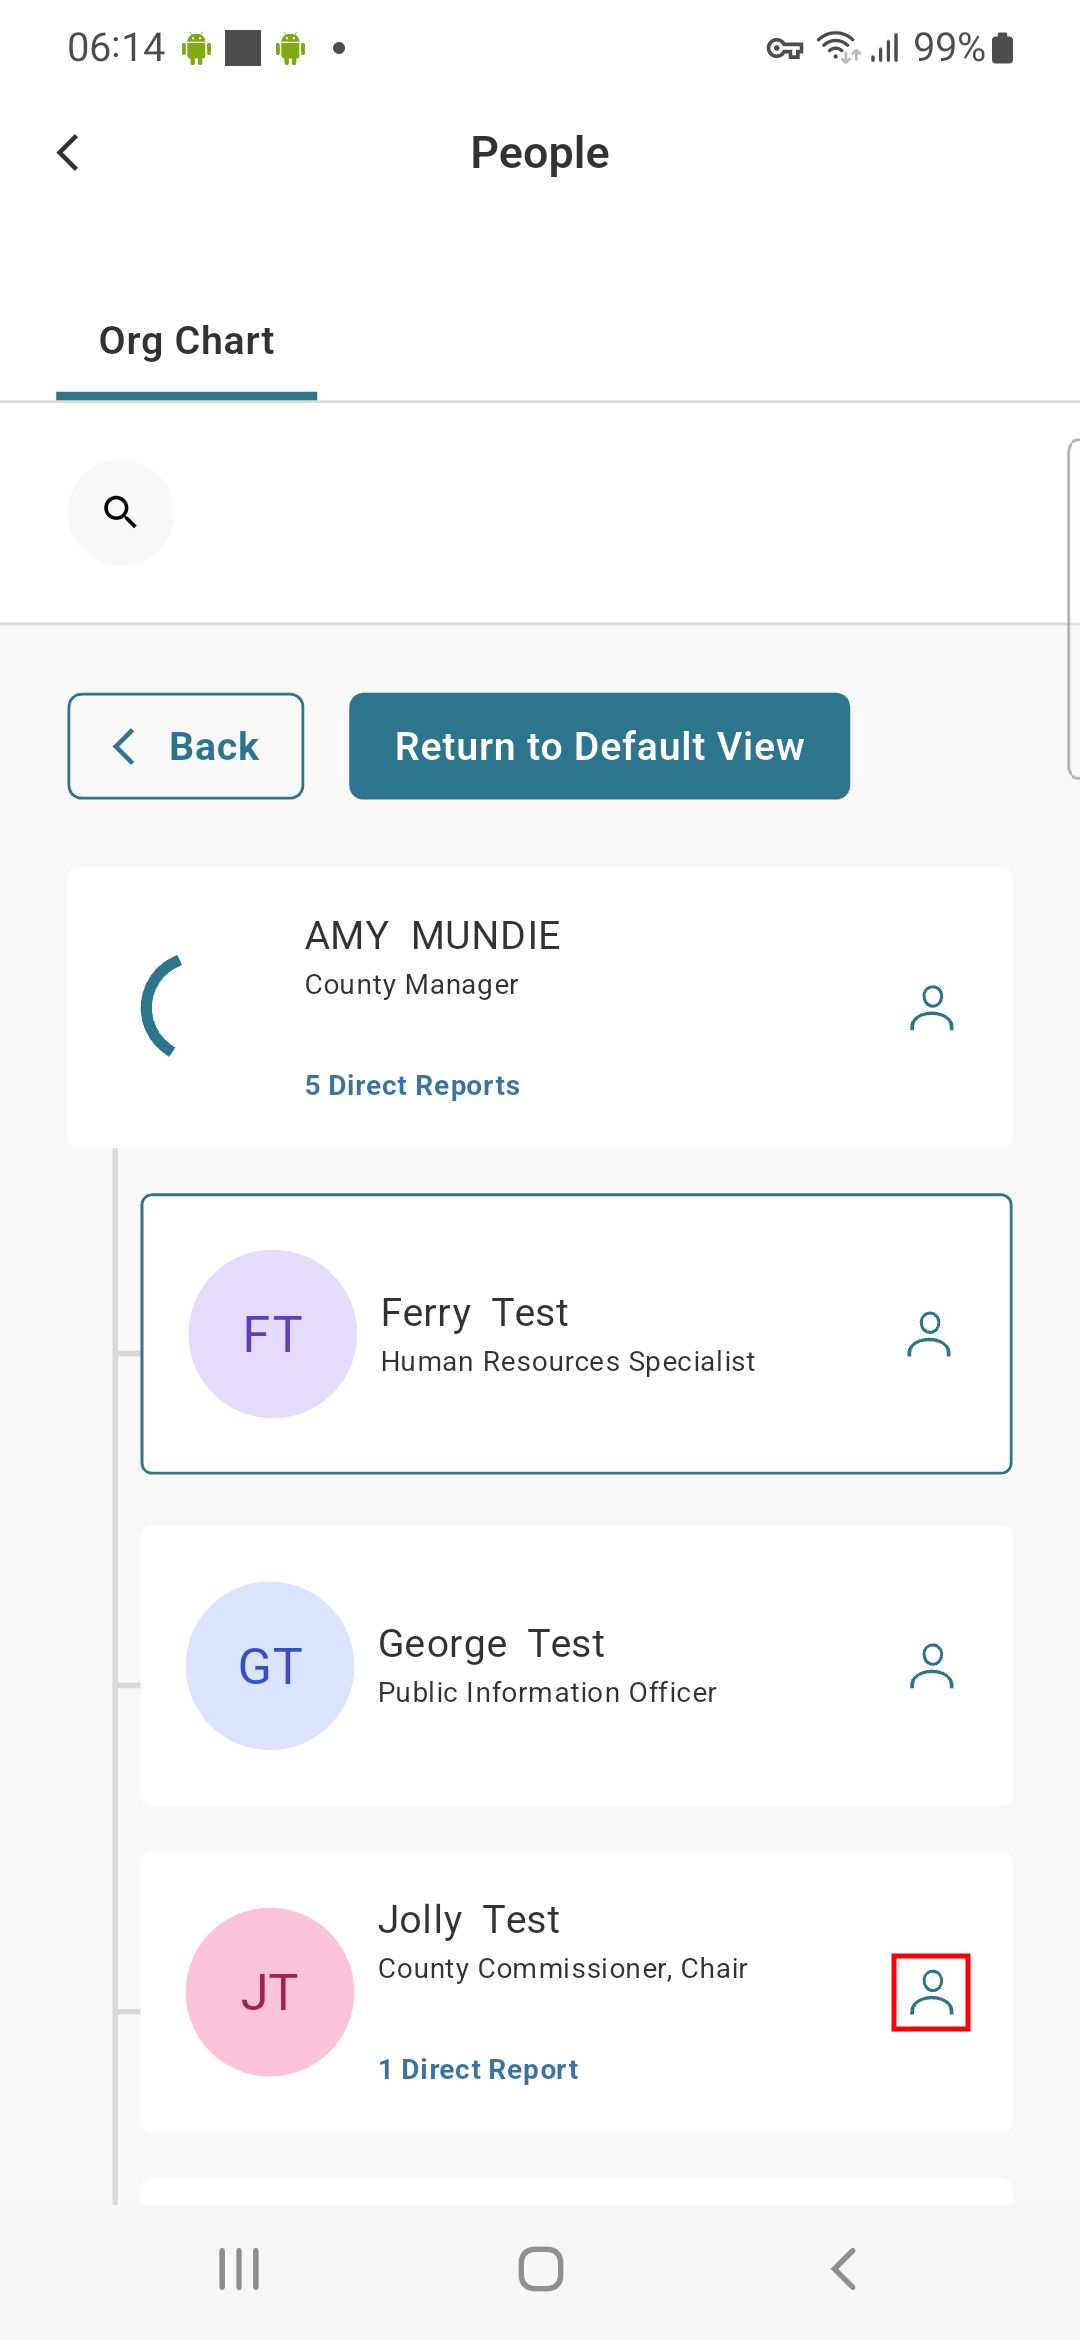 06:14
99%
People
Org Chart
Back
Return to Default View
AMY MUNDIE
County Manager
5 Direct Reports
FT
Ferry Test
Human Resources Specialist
GT
George Test
Public Information Officer
JT
Jolly Test
County Commissioner, Chair
1 Direct Report